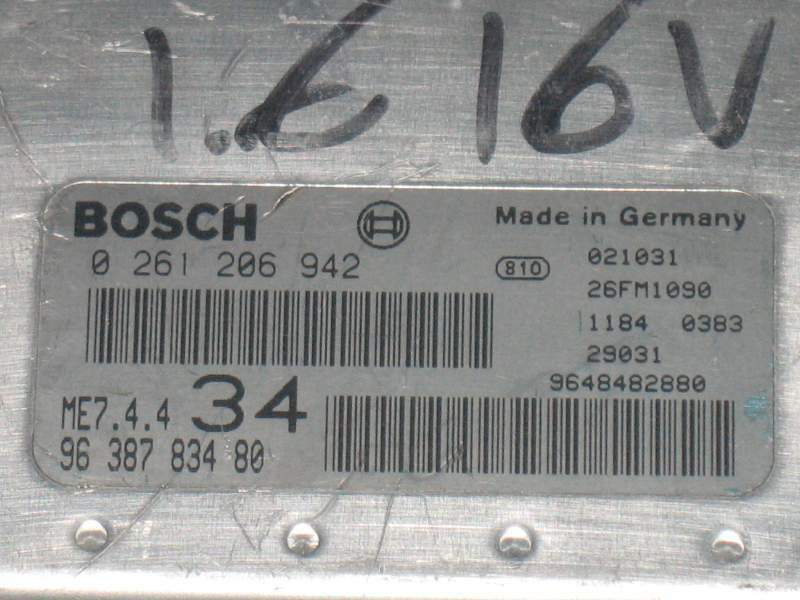 1.6 16V
BOSCH Made in Germany
0 261 206 942
810
021031
26FM1090
1184 0383
29031
9648482880
ME7.4.4 34
96 387 834 80